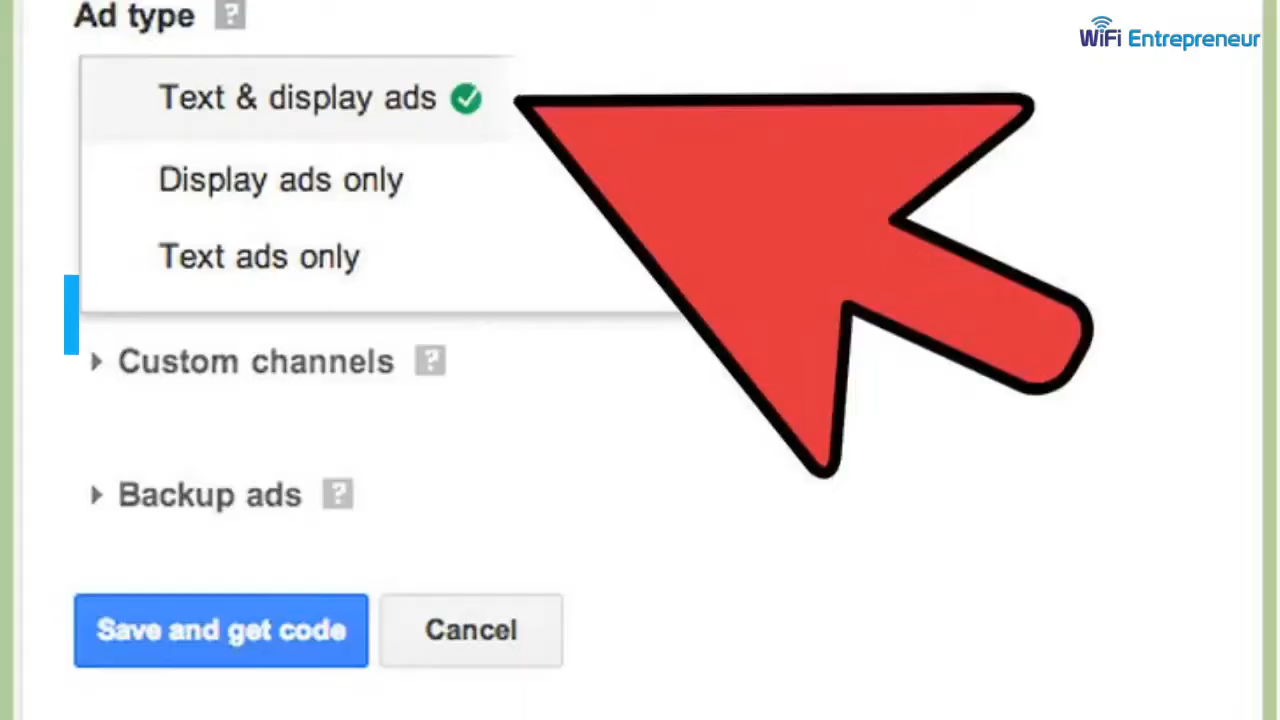 Ad type ?
WiFi Entrepreneur
Text & display ads
Display ads only
Text ads only
Custom channels ?
Backup ads ?
Save and get code
Cancel